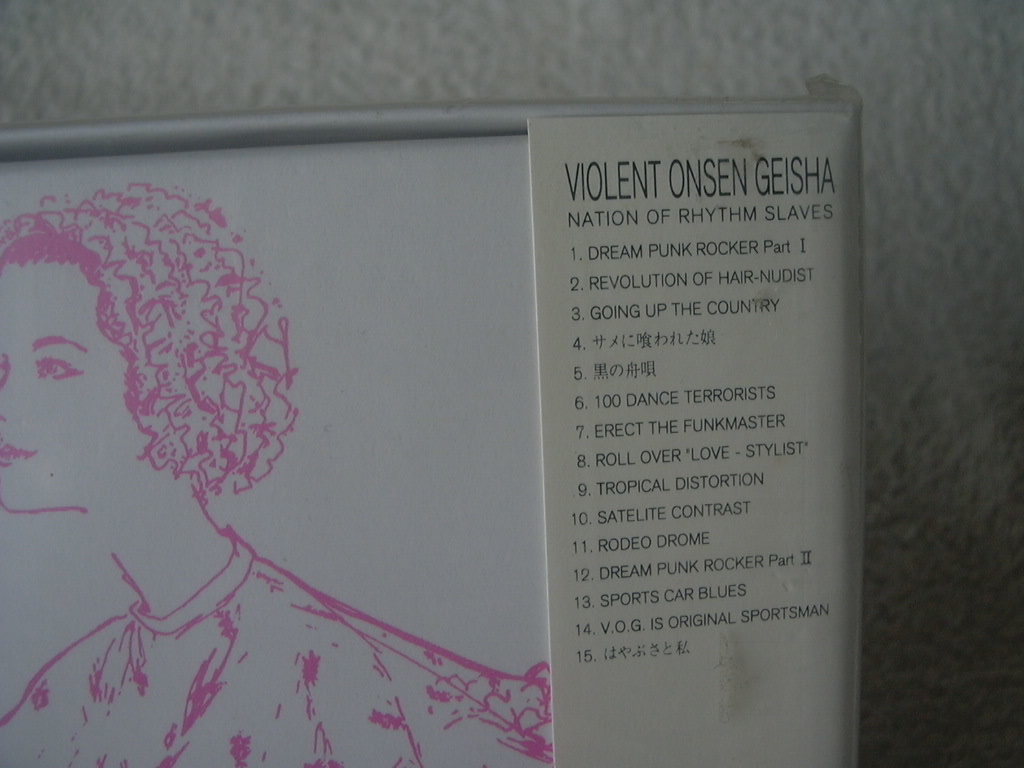 VIOLENT ONSEN GEISHA
NATION OF RHYTHM SLAVES
1. DREAM PUNK ROCKER Part Ⅰ
2. REVOLUTION OF HAIR-NUDIST
3. GOING UP THE COUNTRY
4. サメに喰われた娘
5. 黒の舟唄
6. 100 DANCE TERRORISTS
7. ERECT THE FUNKMASTER
8. ROLL OVER "LOVE - STYLIST"
9. TROPICAL DISTORTION
10. SATELITE CONTRAST
11. RODEO DROME
12. DREAM PUNK ROCKER Part Ⅱ
13. SPORTS CAR BLUES
14. V.O.G. IS ORIGINAL SPORTSMAN
15. はやぶさと私